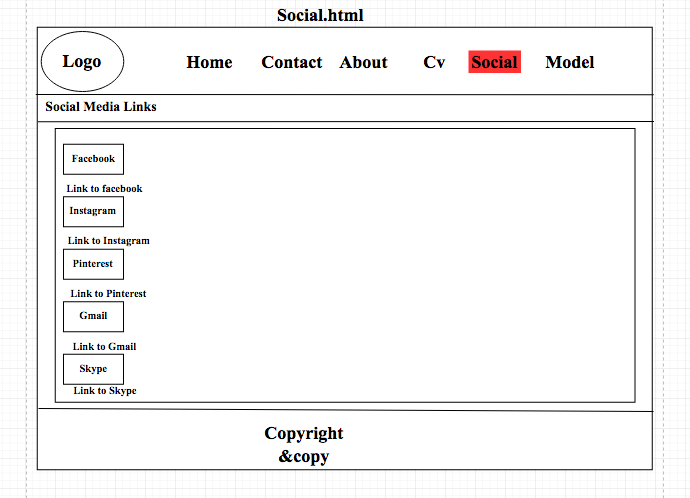 Social.html
Logo Home Contact About Cv Social Model
Social Media Links
Facebook
Link to facebook
Instagram
Link to Instagram
Pinterest
Link to Pinterest
Gmail
Link to Gmail
Skype
Link to Skype
Copyright
&copy